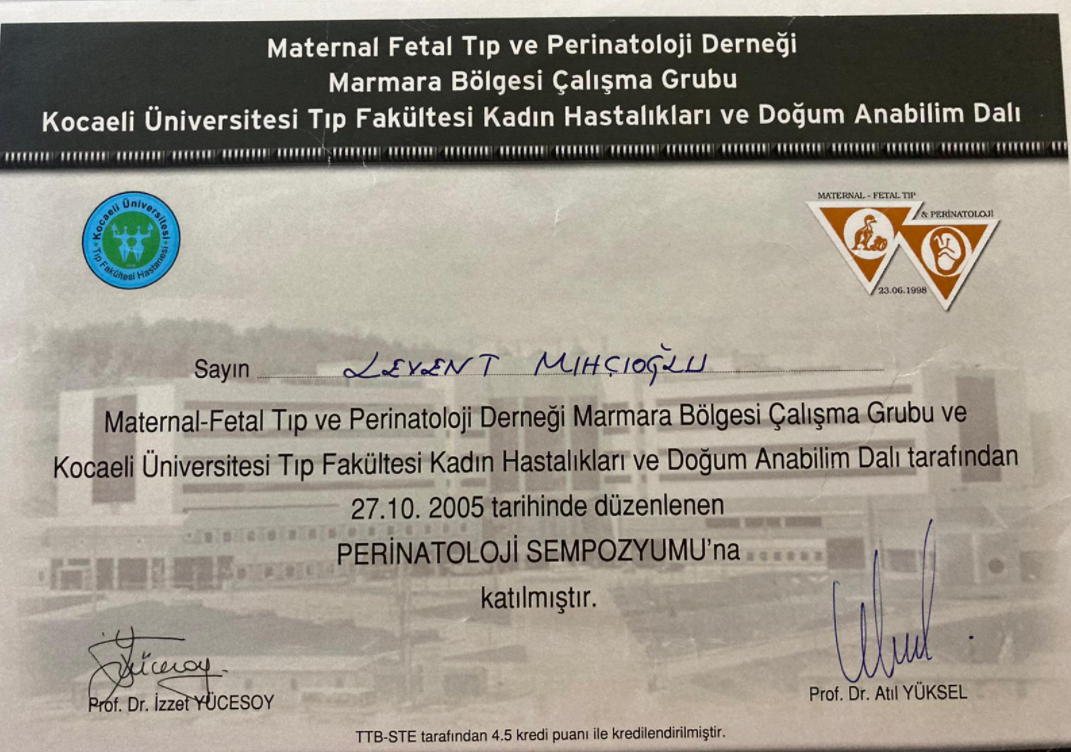 Maternal Fetal Tıp ve Perinatoloji Derneği
Marmara Bölgesi Çalışma Grubu
Kocaeli Üniversitesi Tıp Fakültesi Kadın Hastalıkları ve Doğum Anabilim Dalı
Kocaeli Üniversitesi
Tıp Fakültesi Hastanesi
MATERNAL - FETAL TIP
& PERİNATOLOJİ
23.06.1998
Sayın LEVENT MIHÇIOĞLU
Maternal-Fetal Tıp ve Perinatoloji Derneği Marmara Bölgesi Çalışma Grubu ve
Kocaeli Üniversitesi Tıp Fakültesi Kadın Hastalıkları ve Doğum Anabilim Dalı tarafından
27.10. 2005 tarihinde düzenlenen
PERİNATOLOJİ SEMPOZYUMU'na
katılmıştır.
Prof. Dr. İzzet YÜCESOY
Prof. Dr. Atıl YÜKSEL
TTB-STE tarafından 4.5 kredi puanı ile kredilendirilmiştir.